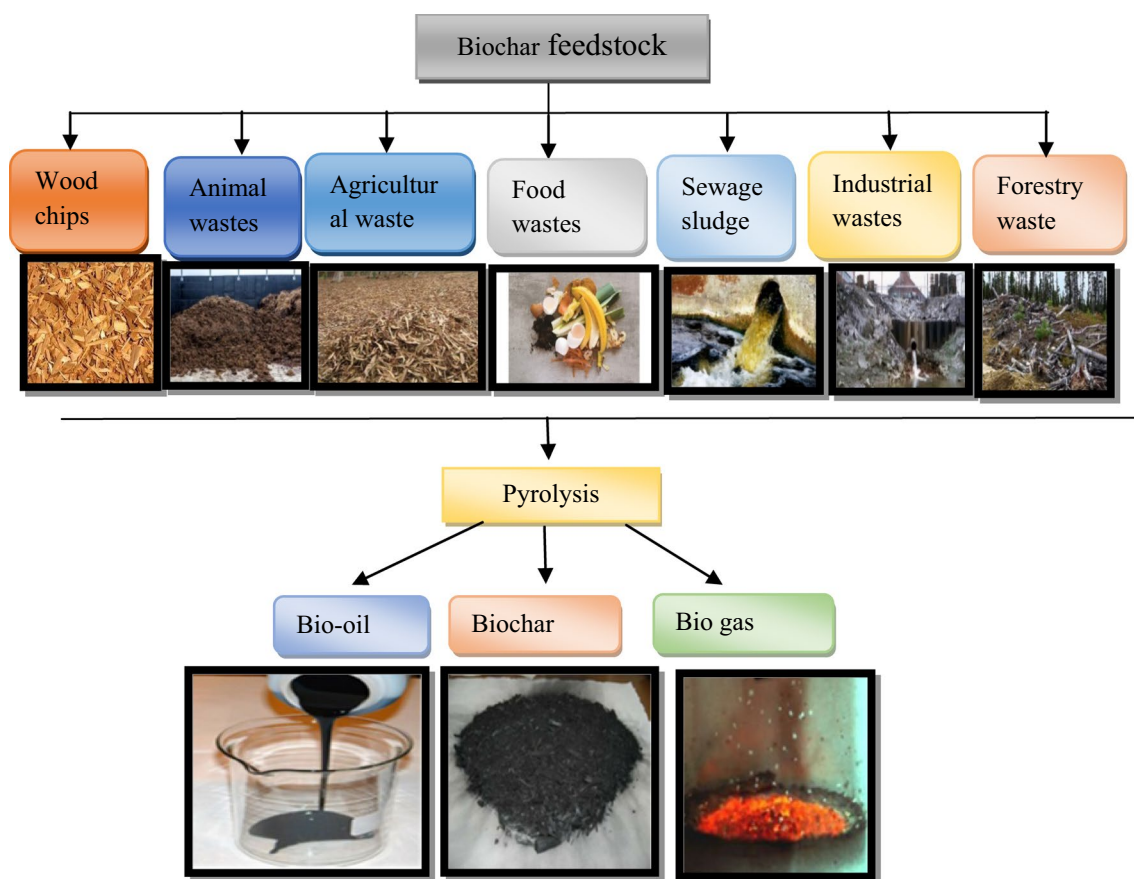 Biochar feedstock
Wood
chips
Animal
wastes
Agricultur
al waste
Food
wastes
Sewage
sludge
Industrial
wastes
Forestry
waste
Pyrolysis
Bio-oil
Biochar
Bio gas